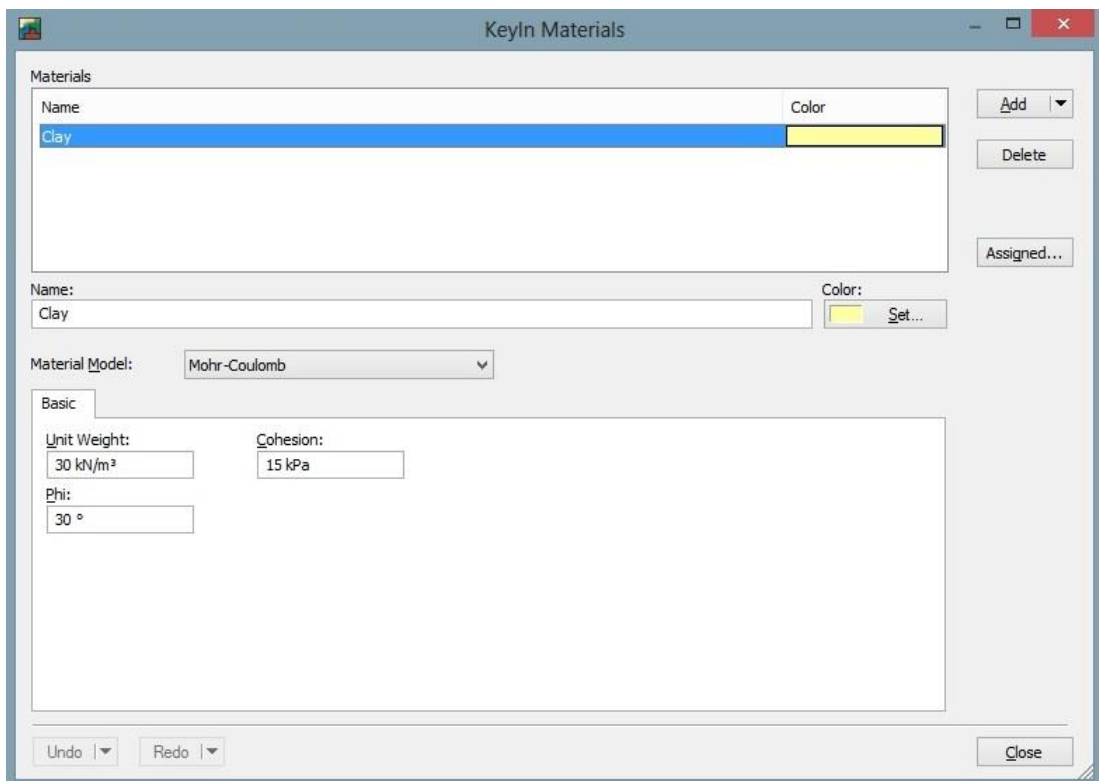 KeyIn Materials
Materials
Name Color
Add
Clay
Delete
Assigned...
Name: Color:
Clay Set...
Material Model: Mohr-Coulomb
Basic
Unit Weight: Cohesion:
30 kN/m³ 15 kPa
Phi:
30 °
Undo Redo Close